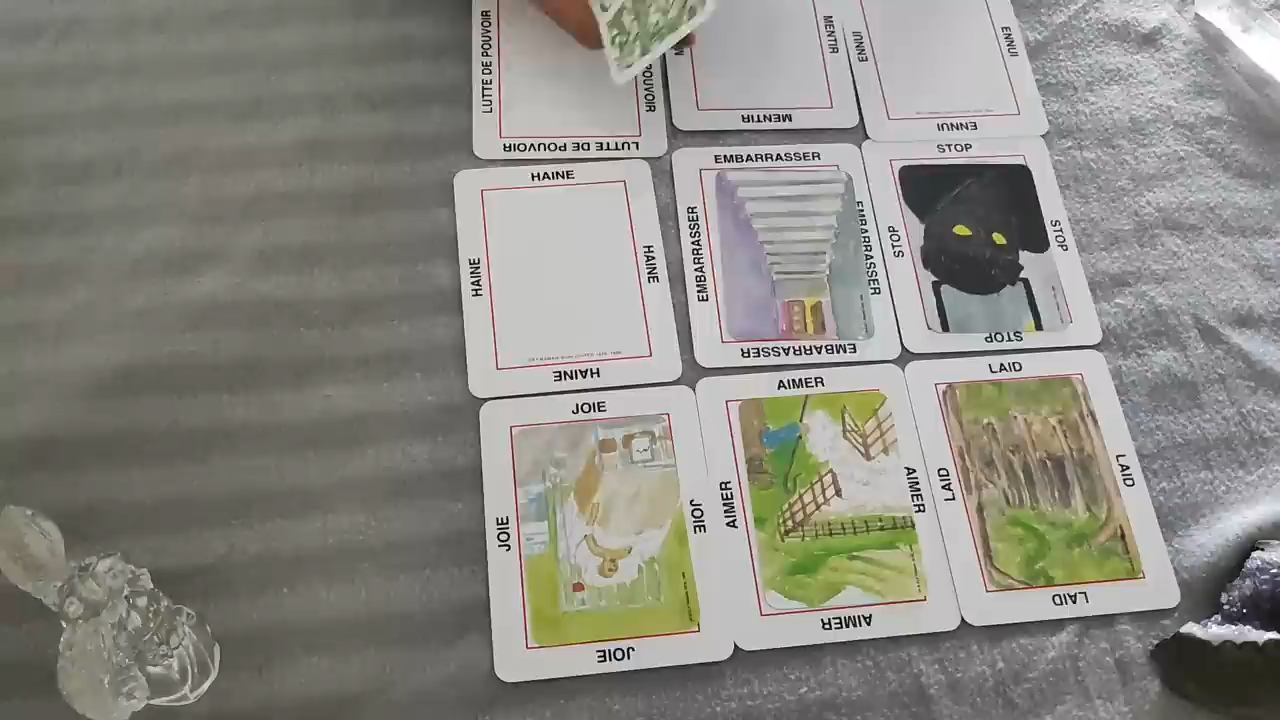 LUTTE DE POUVOIR
POUVOIR
LUTTE DE POUVOIR
MENTIR
MENTIR
ENNUI
ENNUI
ENNUI
HAINE
HAINE
HAINE
HAINE
EMBARRASSER
EMBARRASSER
EMBARRASSER
EMBARRASSER
STOP
STOP
STOP
STOP
JOIE
JOIE
JOIE
JOIE
AIMER
AIMER
AIMER
AIMER
LAID
LAID
LAID
LAID